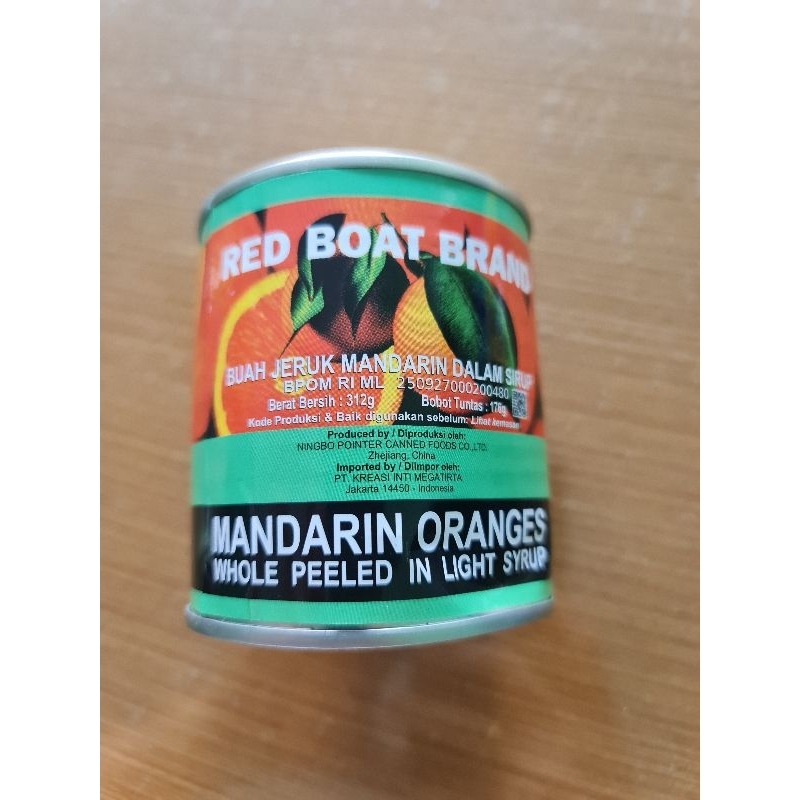 RED BOAT BRAND
BUAH JERUK MANDARIN DALAM SIRUP
BPOM RI ML 250927000200480
Berat Bersih : 312g Bobot Tuntas : 178g
Kode Produksi & Baik digunakan sebelum: Lihat kemasan
Produced by / Diproduksi oleh:
NINGBO POINTER CANNED FOODS CO.,LTD.
Zhejiang, China
Imported by / Diimpor oleh:
PT. KREASI INTI MEGATIRTA
Jakarta 14450 - Indonesia
MANDARIN ORANGES
WHOLE PEELED IN LIGHT SYRUP